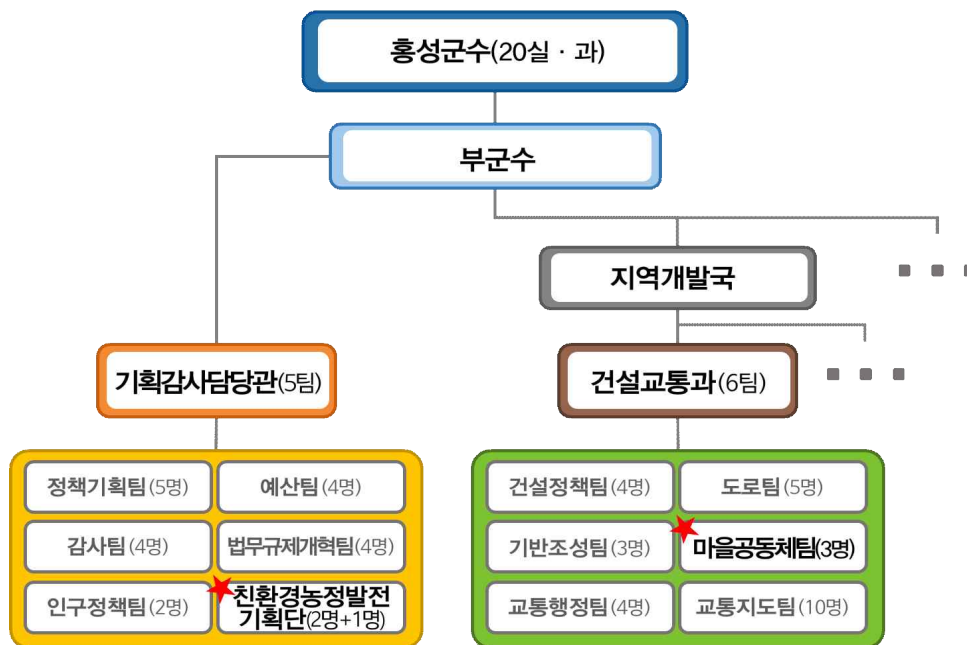 홍성군수(20실 · 과)
부군수
지역개발국
기획감사담당관(5팀)
건설교통과(6팀)
정책기획팀(5명)
예산팀(4명)
감사팀(4명)
법무규제개혁팀(4명)
인구정책팀(2명)
친환경농정발전
기획단(2명+1명)
건설정책팀(4명)
도로팀(5명)
기반조성팀(3명)
마을공동체팀(3명)
교통행정팀(4명)
교통지도팀(10명)